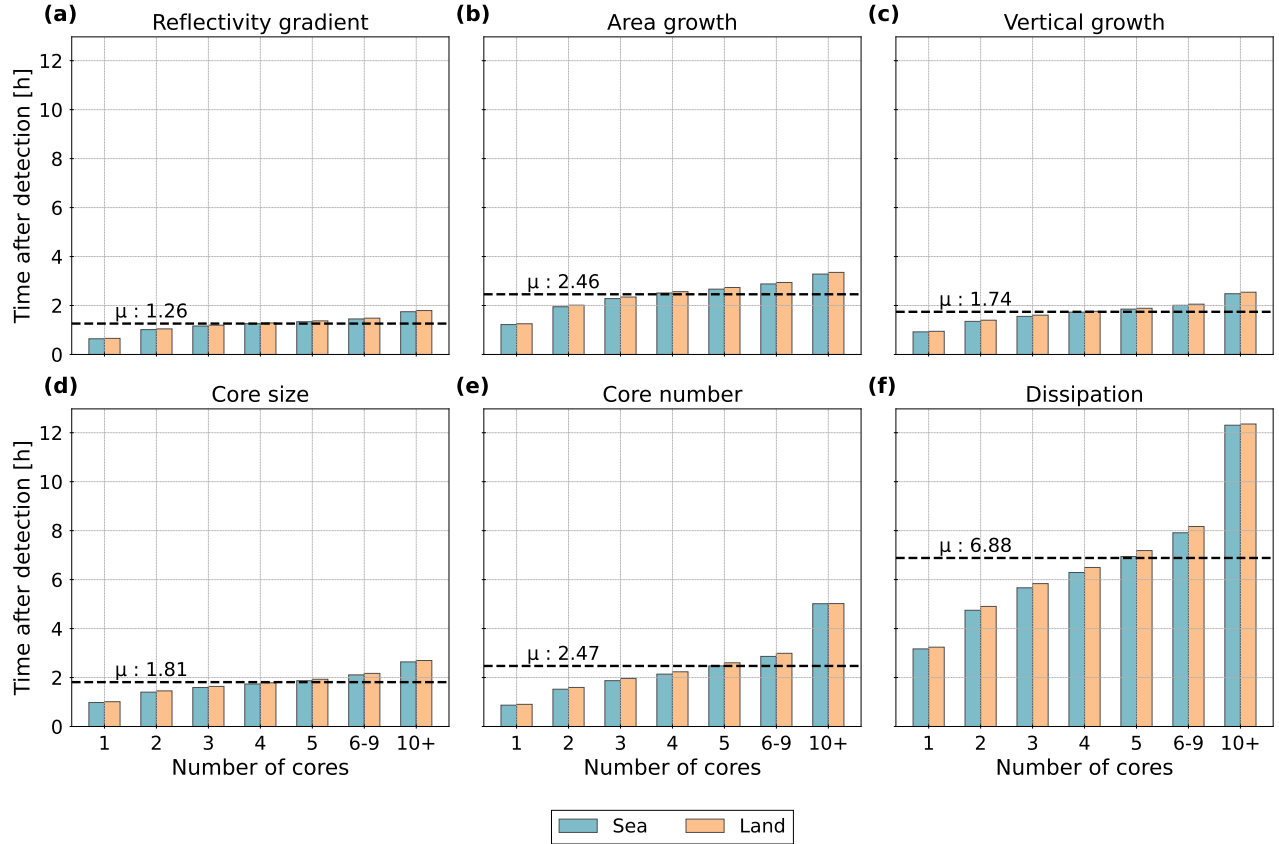 (a) Reflectivity gradient
(b) Area growth
(c) Vertical growth
Time after detection [h]
12
10
8
6
4
2
0
μ : 1.26
μ : 2.46
μ : 1.74
(d) Core size
(e) Core number
(f) Dissipation
Time after detection [h]
12
10
8
6
4
2
0
μ : 1.81
μ : 2.47
μ : 6.88
1 2 3 4 5 6-9 10+
1 2 3 4 5 6-9 10+
1 2 3 4 5 6-9 10+
Number of cores
Number of cores
Number of cores
Sea Land